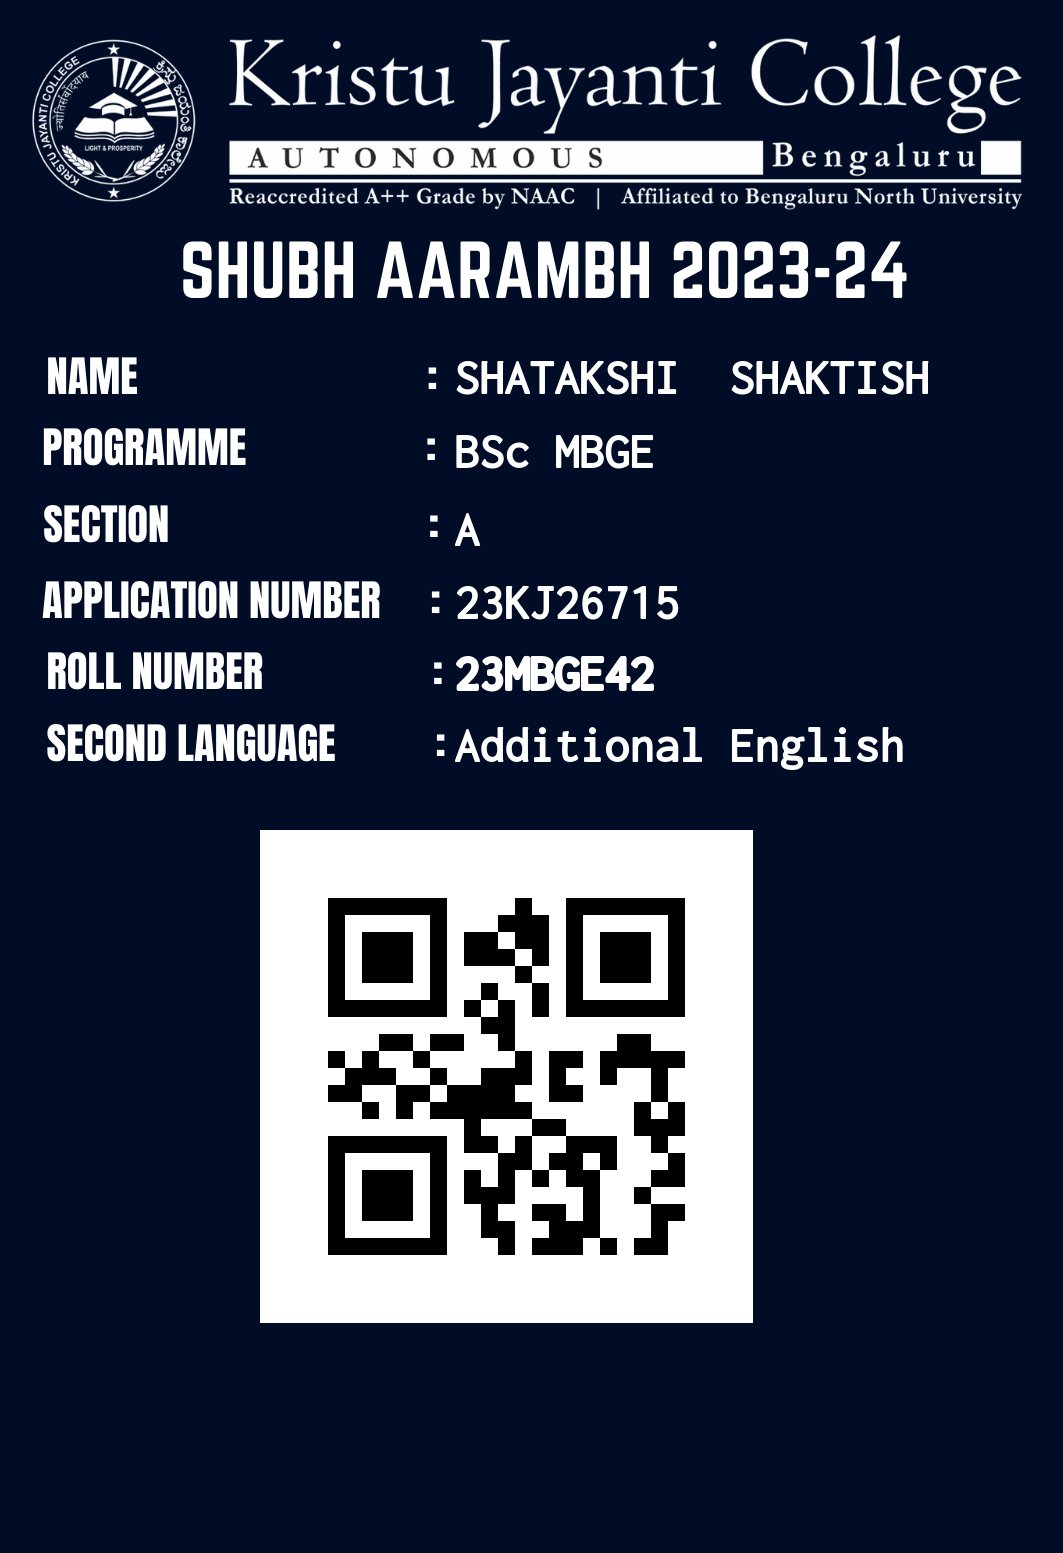 Kristu Jayanti College
AUTONOMOUS Bengaluru
Reaccredited A++ Grade by NAAC | Affiliated to Bengaluru North University
KRISTU JAYANTI COLLEGE
LIGHT & PROSPERITY
SHUBH AARAMBH 2023-24
NAME : SHATAKSHI SHAKTISH
PROGRAMME : BSc MBGE
SECTION : A
APPLICATION NUMBER : 23KJ26715
ROLL NUMBER : 23MBGE42
SECOND LANGUAGE : Additional English